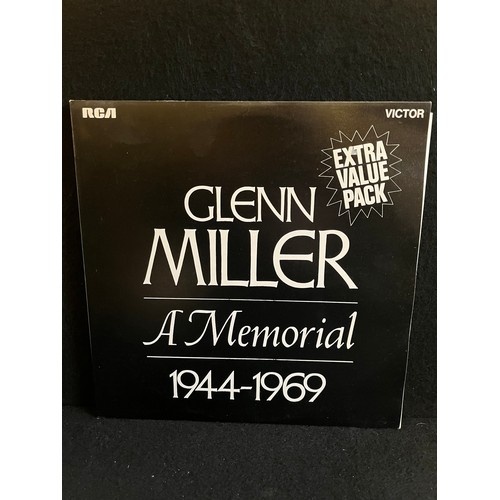 RCA VICTOR
EXTRA
VALUE
PACK
GLENN
MILLER
A Memorial
1944-1969